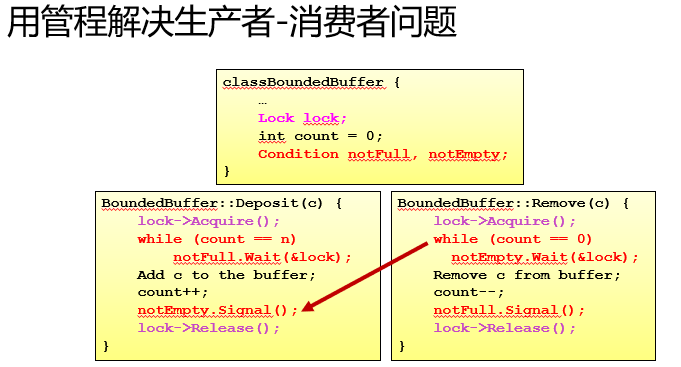 用管程解决生产者-消费者问题
classBoundedBuffer {
…
Lock lock;
int count = 0;
Condition notFull, notEmpty;
}
BoundedBuffer::Deposit(c) {
lock->Acquire();
while (count == n)
notFull.Wait(&lock);
Add c to the buffer;
count++;
notEmpty.Signal();
lock->Release();
}
BoundedBuffer::Remove(c) {
lock->Acquire();
while (count == 0)
notEmpty.Wait(&lock);
Remove c from buffer;
count--;
notFull.Signal();
lock->Release();
}